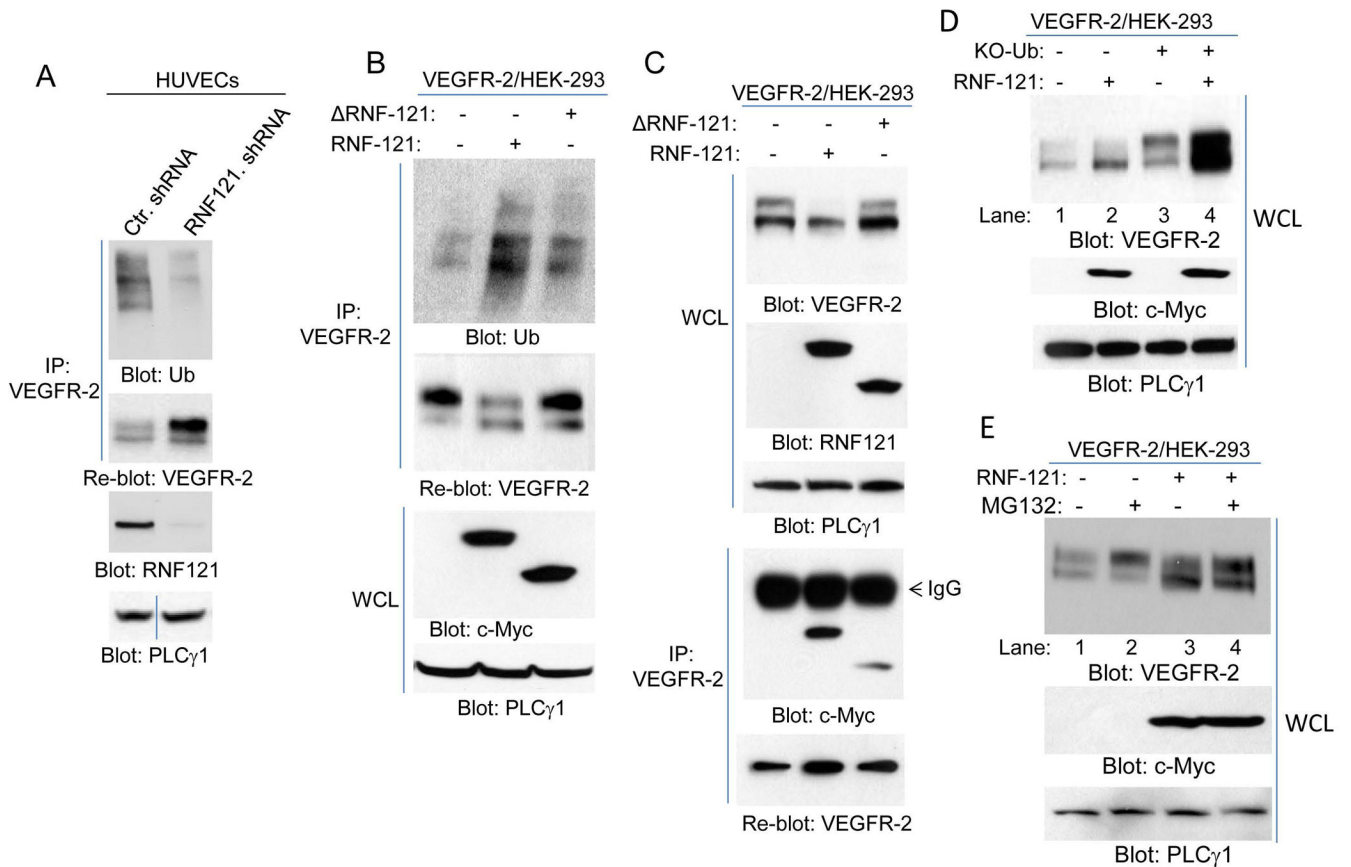 A
HUVECs
Ctr. shRNA
RNF121. shRNA
IP:
VEGFR-2
Blot: Ub
Re-blot: VEGFR-2
Blot: RNF121
Blot: PLCγ1
B
VEGFR-2/HEK-293
ΔRNF-121: - - +
RNF-121: - + -
IP:
VEGFR-2
Blot: Ub
Re-blot: VEGFR-2
WCL
Blot: c-Myc
Blot: PLCγ1
C
VEGFR-2/HEK-293
ΔRNF-121: - - +
RNF-121: - + -
WCL
Blot: VEGFR-2
Blot: RNF121
Blot: PLCγ1
IgG
IP:
VEGFR-2
Blot: c-Myc
Re-blot: VEGFR-2
D
VEGFR-2/HEK-293
KO-Ub: - - + +
RNF-121: - + - +
Lane: 1 2 3 4
WCL
Blot: VEGFR-2
Blot: c-Myc
Blot: PLCγ1
E
VEGFR-2/HEK-293
RNF-121: - - + +
MG132: - + - +
Lane: 1 2 3 4
Blot: VEGFR-2
WCL
Blot: c-Myc
Blot: PLCγ1